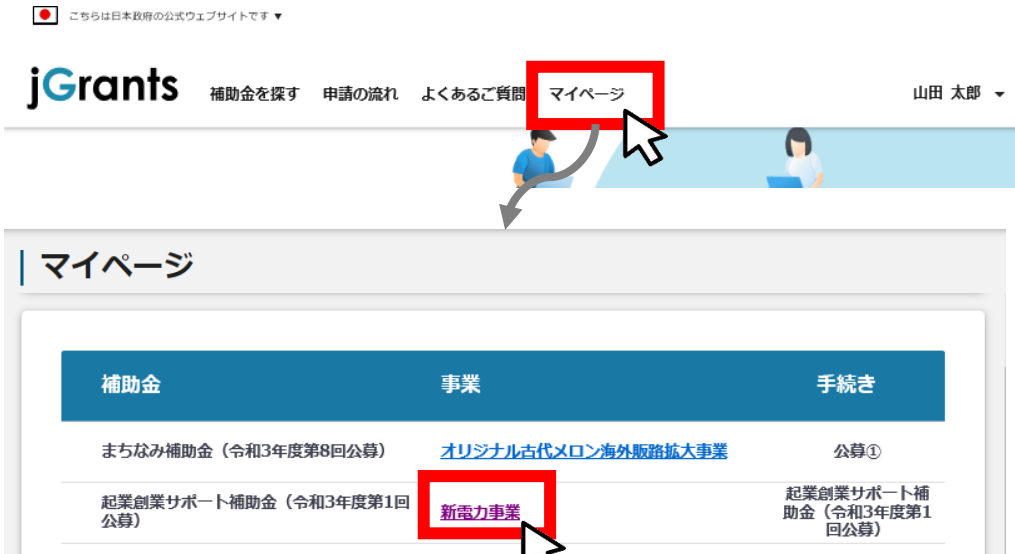 こちらは日本政府の公式ウェブサイトです ▼
jGrants 補助金を探す 申請の流れ よくあるご質問 マイページ 山田 太郎
マイページ
補助金 事業 手続き
まちなみ補助金（令和3年度第8回公募） オリジナル古代メロン海外販路拡大事業 公募①
起業創業サポート補助金（令和3年度第1回
公募）
新電力事業
起業創業サポート補
助金（令和3年度第1
回公募）